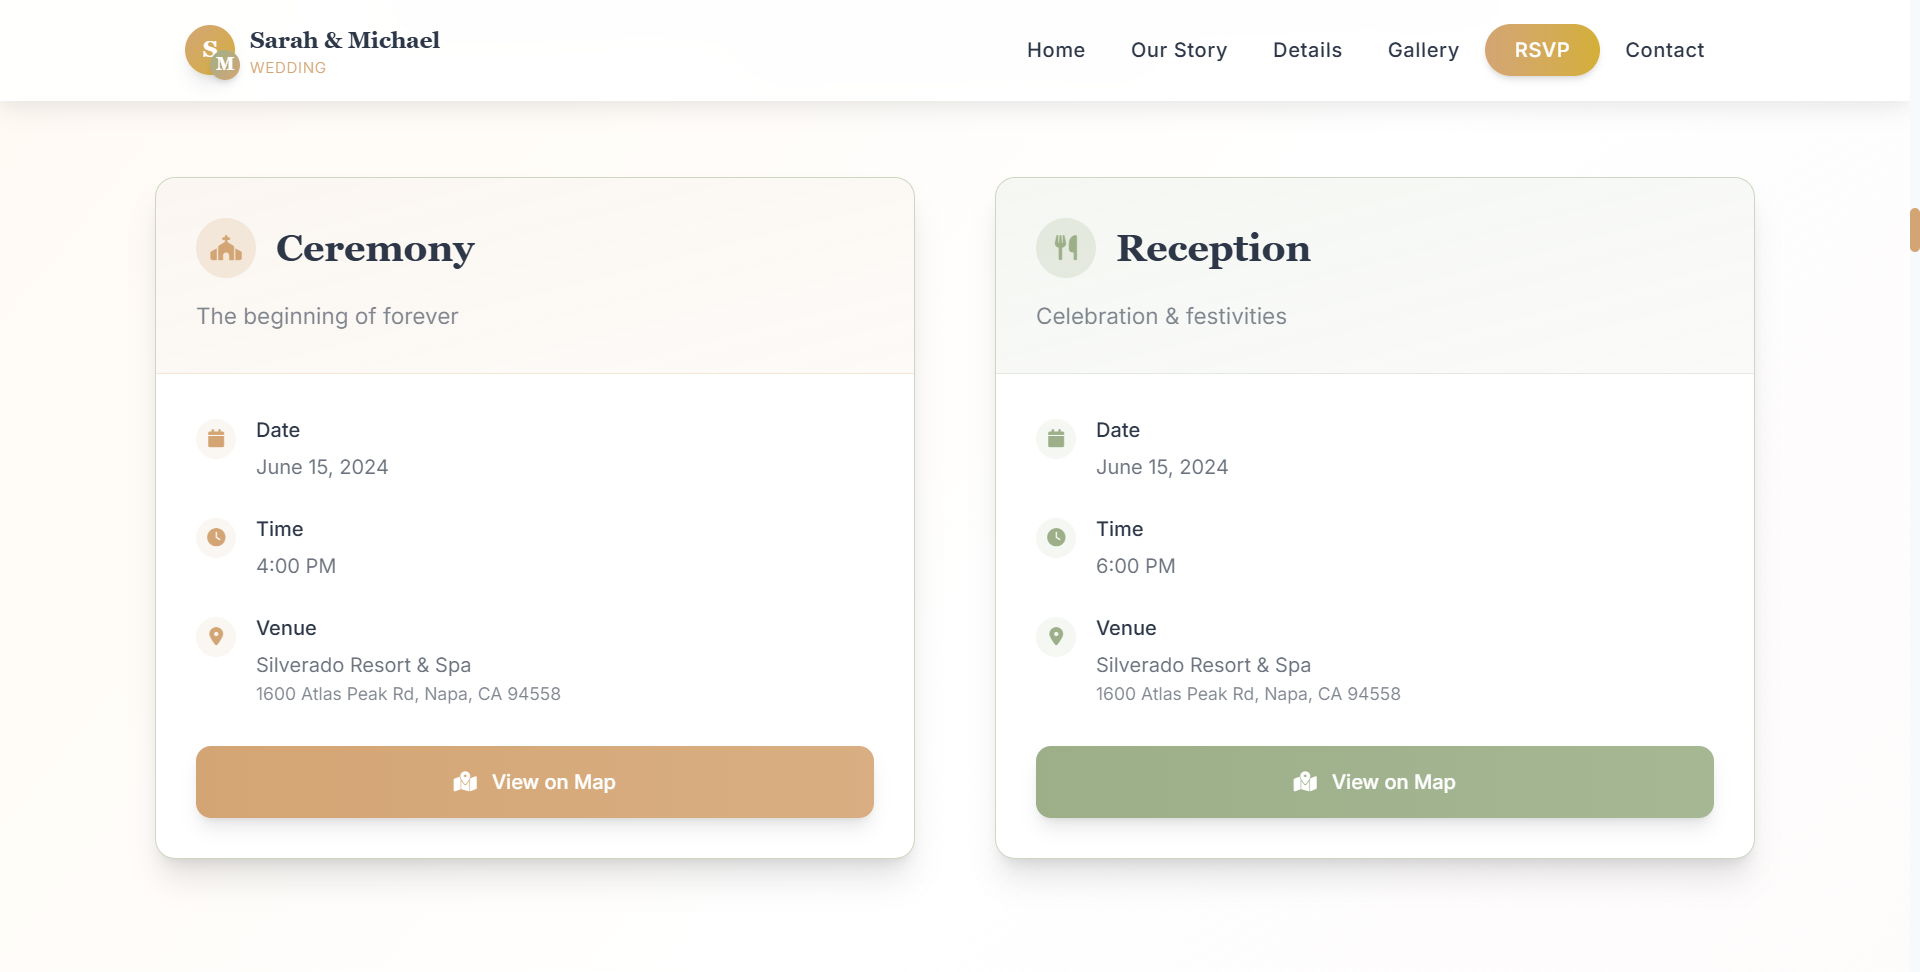 S
M
Sarah & Michael
WEDDING
Home
Our Story
Details
Gallery
RSVP
Contact
Ceremony
The beginning of forever
Date
June 15, 2024
Time
4:00 PM
Venue
Silverado Resort & Spa
1600 Atlas Peak Rd, Napa, CA 94558
View on Map
Reception
Celebration & festivities
Date
June 15, 2024
Time
6:00 PM
Venue
Silverado Resort & Spa
1600 Atlas Peak Rd, Napa, CA 94558
View on Map